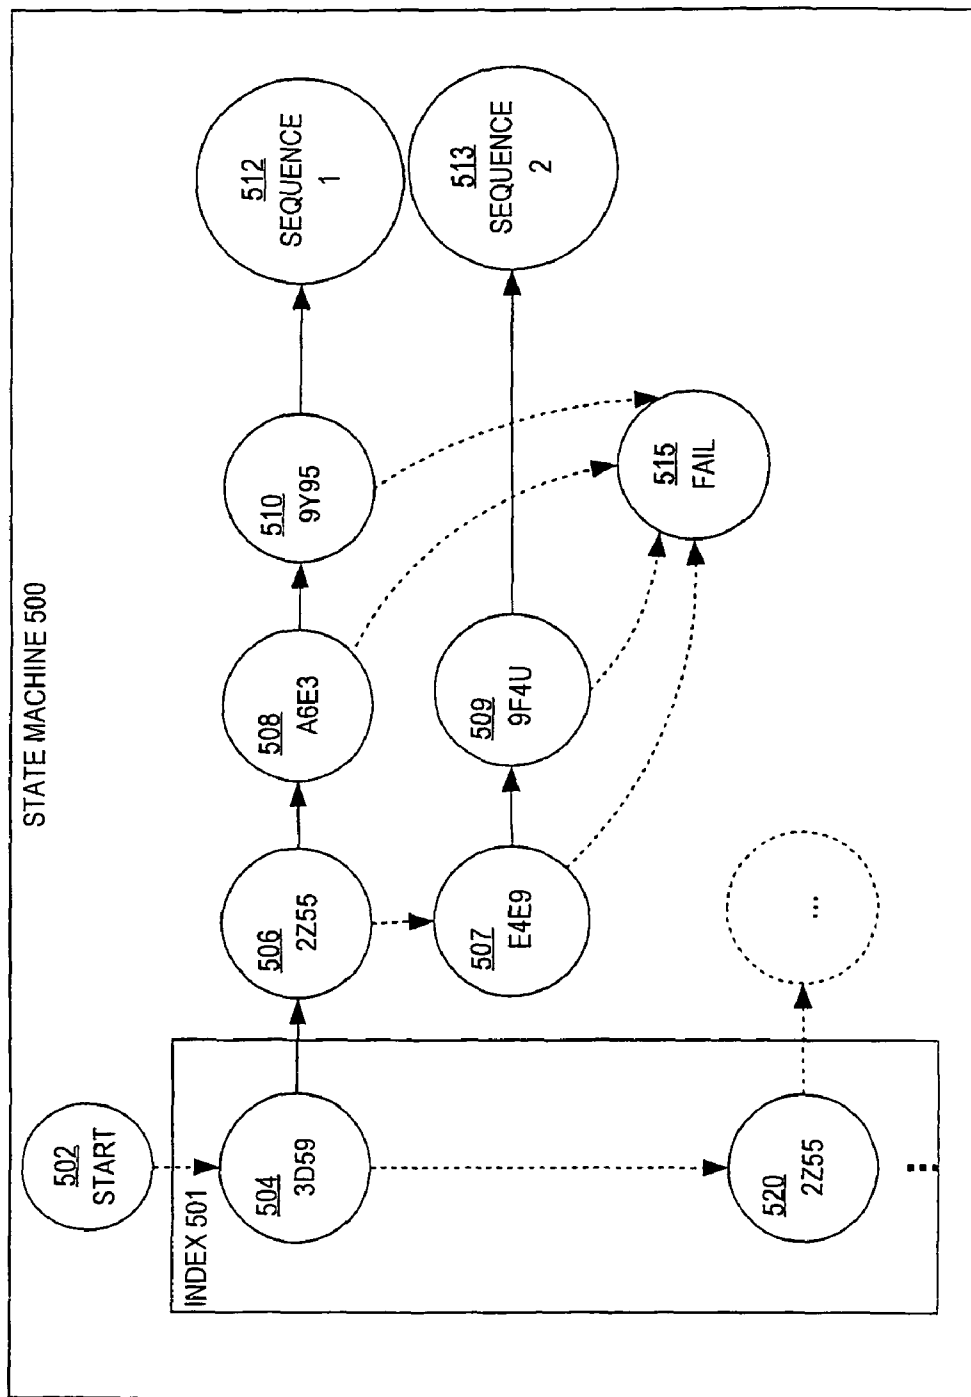 STATE MACHINE 500
502
START
INDEX 501
504
3D59
506
2Z55
508
A6E3
510
9Y95
512
SEQUENCE
1
507
E4E9
509
9F4U
513
SEQUENCE
2
515
FAIL
520
2Z55
...
...